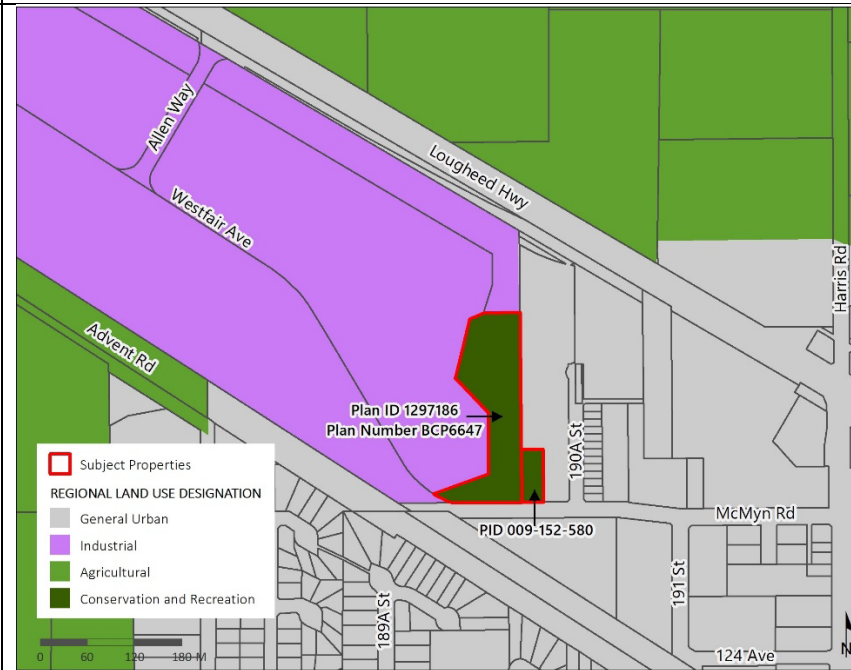 Allen Way
Lougheed Hwy
Westfair Ave
Harris Rd
Advent Rd
Plan ID 1297186
Plan Number BCP6647
190A St
PID 009-152-580
McMyn Rd
189A St
191 St
124 Ave
Subject Properties
REGIONAL LAND USE DESIGNATION
General Urban
Industrial
Agricultural
Conservation and Recreation
0 60 120 180 M
N